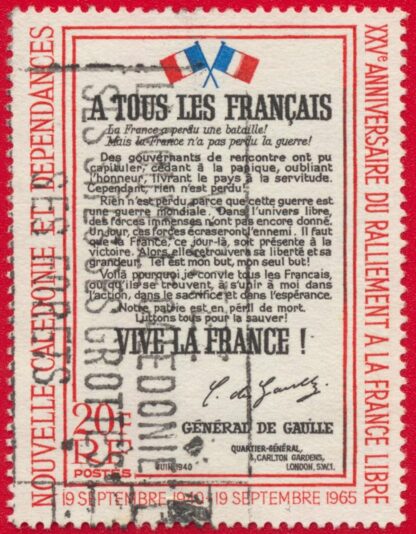 A TOUS LES FRANÇAIS
La France a perdu une bataille!
Mais la France n'a pas perdu la guerre!
Des gouvernants de rencontre ont pu
capituler, cédant à la panique, oubliant
l'honneur, livrant le pays à la servitude.
Cependant, rien n'est perdu!
Rien n'est perdu, parce que cette guerre est
une guerre mondiale. Dans l'univers libre,
des forces immenses n'ont pas encore donné.
Un jour, ces forces écraseront l'ennemi. Il faut
que la France, ce jour-là, soit présente à la
victoire. Alors, elle retrouvera sa liberté et sa
grandeur. Tel est mon but, mon seul but!
Voilà pourquoi je convie tous les Francais,
où qu'ils se trouvent, à s'unir à moi dans
l'action, dans le sacrifice et dans l'espérance.
Notre patrie est en péril de mort.
Luttons tous pour la sauver!
VIVE LA FRANCE !
C. de Gaulle
GÉNÉRAL DE GAULLE
QUARTIER-GÉNÉRAL,
4, CARLTON GARDENS,
LONDON, S.W.1.
JUIN 1940
20F
RF
POSTES
19 SEPTEMBRE 1940-19 SEPTEMBRE 1965
NOUVELLE CALEDONIE ET DEPENDANCES
XXVe ANNIVERSAIRE DU RALLIEMENT A LA FRANCE LIBRE
CALEDONIE
SES GROTTES